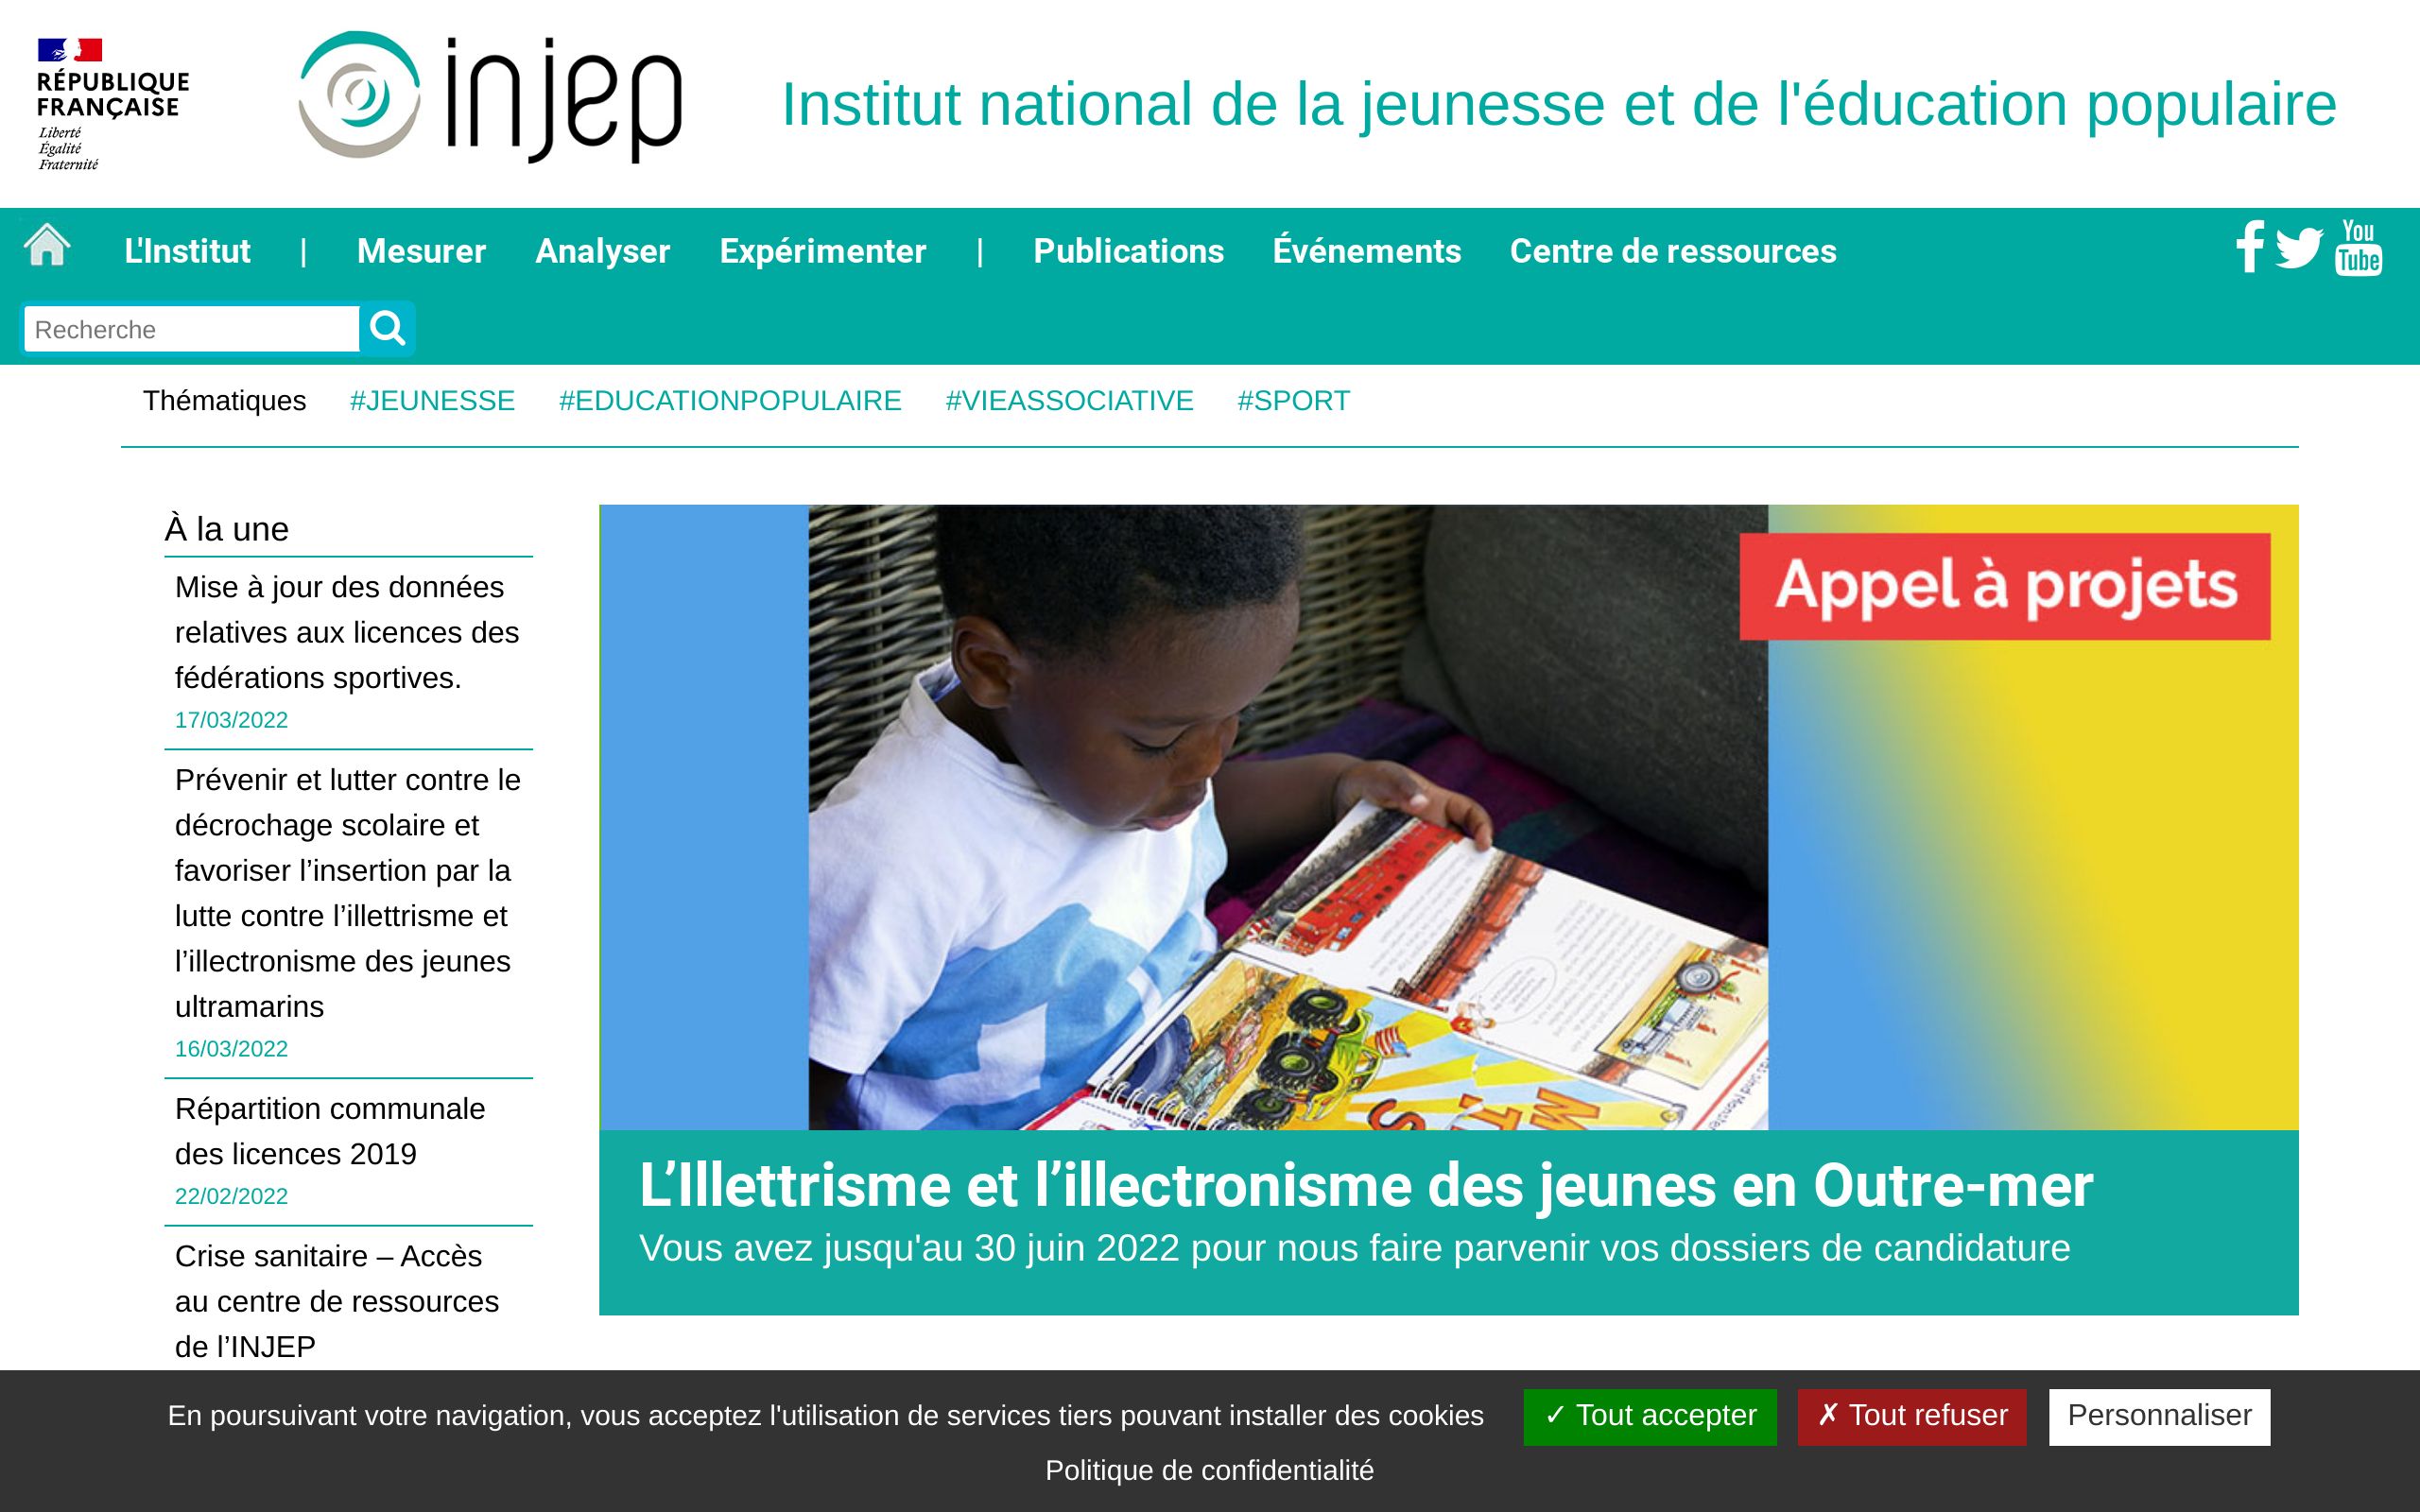 RÉPUBLIQUE
FRANÇAISE
Liberté
Égalité
Fraternité
injep
Institut national de la jeunesse et de l'éducation populaire
L'Institut | Mesurer Analyser Expérimenter | Publications Événements Centre de ressources
You
Tube
Recherche
Thématiques #JEUNESSE #EDUCATIONPOPULAIRE #VIEASSOCIATIVE #SPORT
À la une
Mise à jour des données
relatives aux licences des
fédérations sportives.
17/03/2022
Prévenir et lutter contre le
décrochage scolaire et
favoriser l’insertion par la
lutte contre l’illettrisme et
l’illectronisme des jeunes
ultramarins
16/03/2022
Répartition communale
des licences 2019
22/02/2022
Crise sanitaire – Accès
au centre de ressources
de l’INJEP
Appel à projets
L’Illettrisme et l’illectronisme des jeunes en Outre-mer
Vous avez jusqu'au 30 juin 2022 pour nous faire parvenir vos dossiers de candidature
En poursuivant votre navigation, vous acceptez l'utilisation de services tiers pouvant installer des cookies
✓ Tout accepter
✗ Tout refuser
Personnaliser
Politique de confidentialité